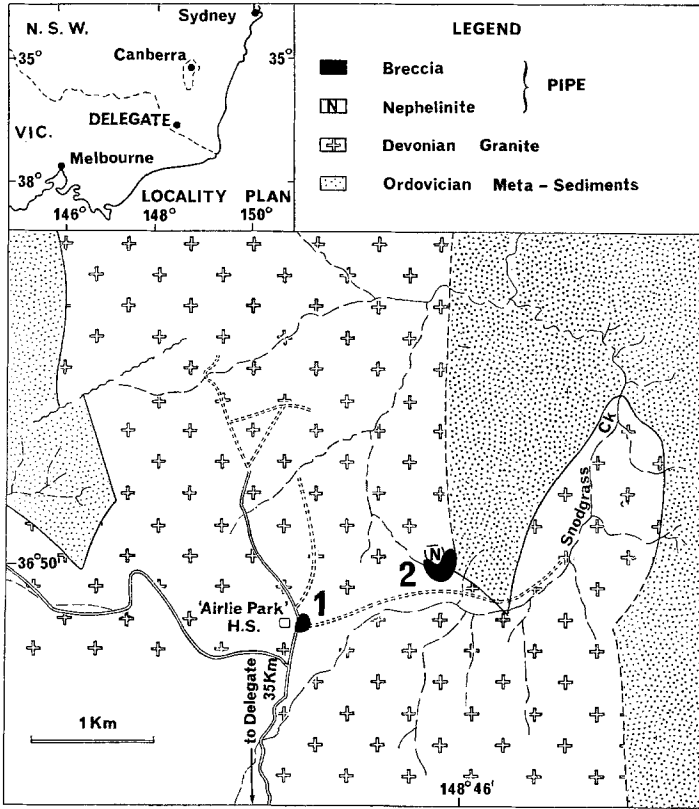 Sydney
N. S. W.
35°
35°
Canberra
DELEGATE
VIC.
Melbourne
38°
38°
LOCALITY PLAN
146° 148° 150°
LEGEND
Breccia
N Nephelinite
PIPE
Devonian Granite
Ordovician Meta - Sediments
Ck
Snodgrass
36° 50'
N
2
1
'Airlie Park'
H.S.
to Delegate
35Km
1 Km
148° 46'